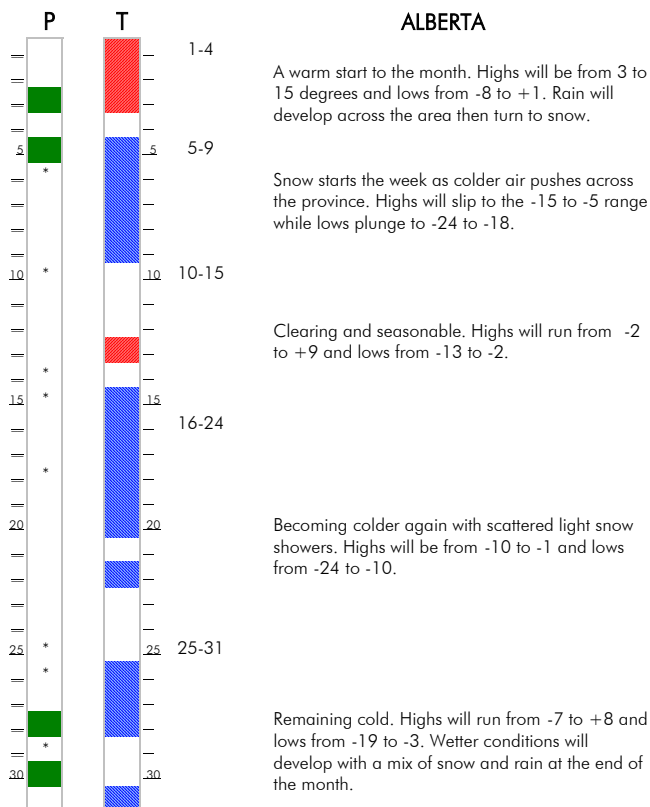 P T ALBERTA
1-4
A warm start to the month. Highs will be from 3 to
15 degrees and lows from -8 to +1. Rain will
develop across the area then turn to snow.
5 5 5-9
*
Snow starts the week as colder air pushes across
the province. Highs will slip to the -15 to -5 range
while lows plunge to -24 to -18.
10 * 10 10-15
Clearing and seasonable. Highs will run from -2
to +9 and lows from -13 to -2.
*
15 * 15
16-24
*
20 20
Becoming colder again with scattered light snow
showers. Highs will be from -10 to -1 and lows
from -24 to -10.
25 * 25 25-31
*
Remaining cold. Highs will run from -7 to +8 and
lows from -19 to -3. Wetter conditions will
*
develop with a mix of snow and rain at the end of
30 30
the month.